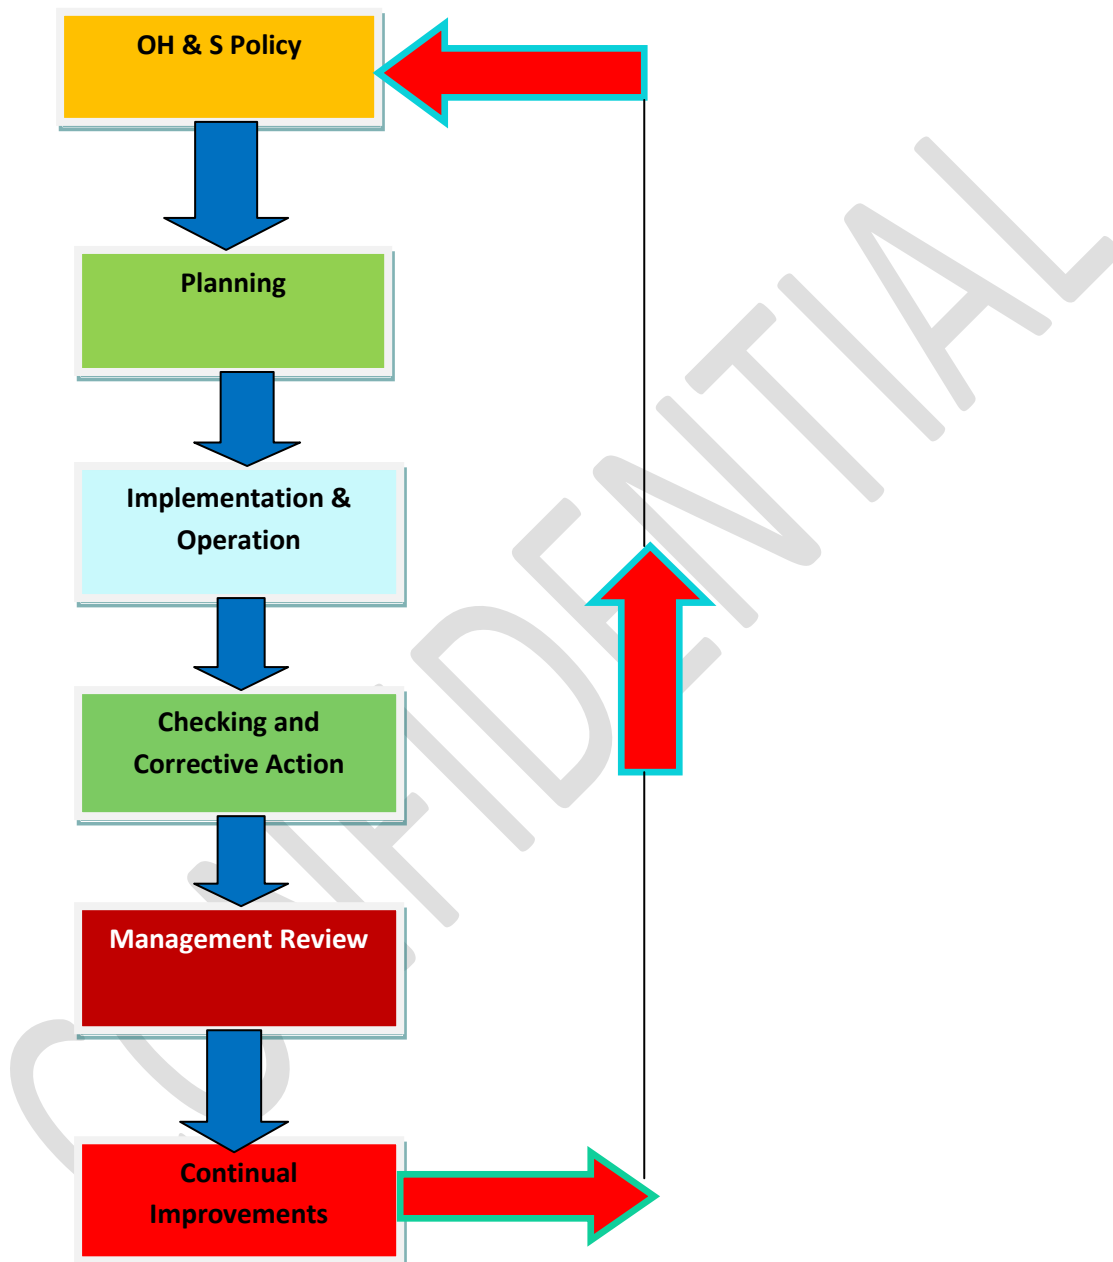 OH & S Policy
Planning
Implementation &
Operation
Checking and
Corrective Action
Management Review
Continual
Improvements
CONFIDENTIAL